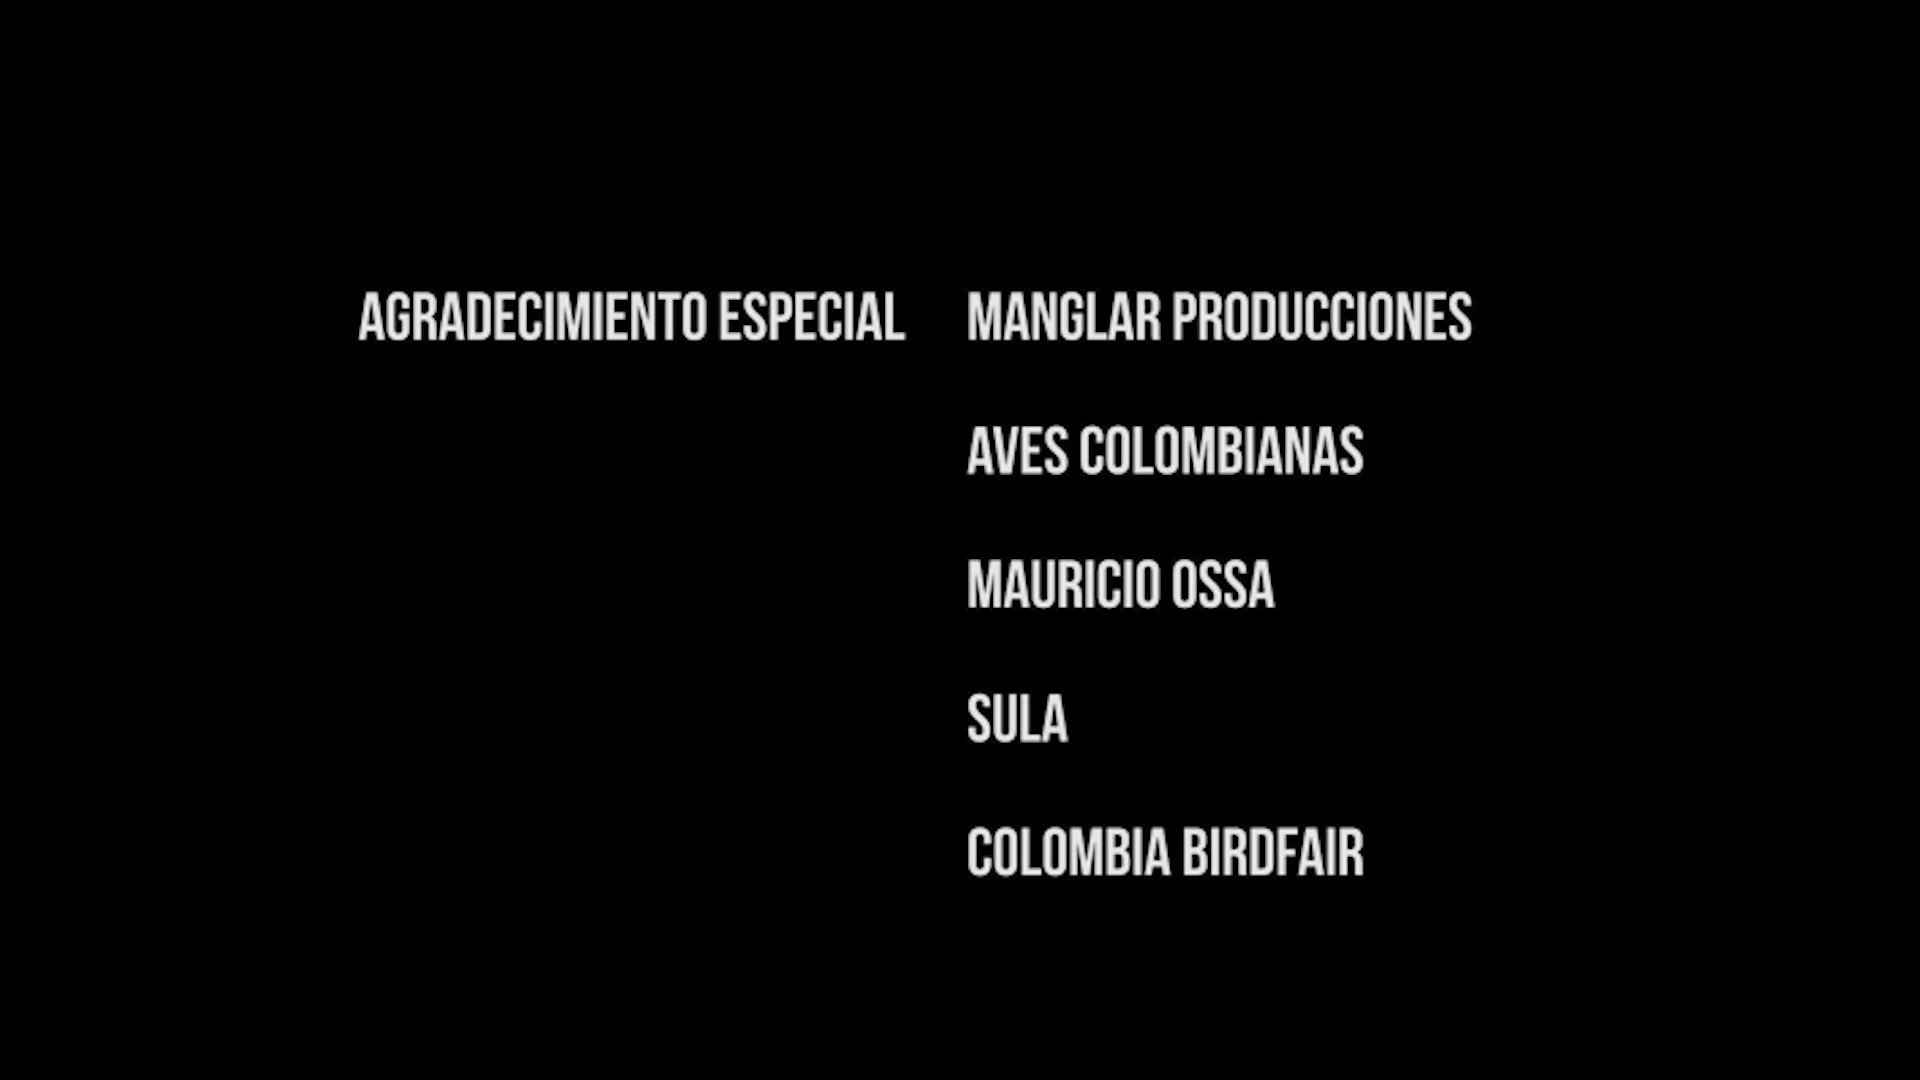 AGRADECIMIENTO ESPECIAL MANGLAR PRODUCCIONES
AVES COLOMBIANAS
MAURICIO OSSA
SULA
COLOMBIA BIRDFAIR